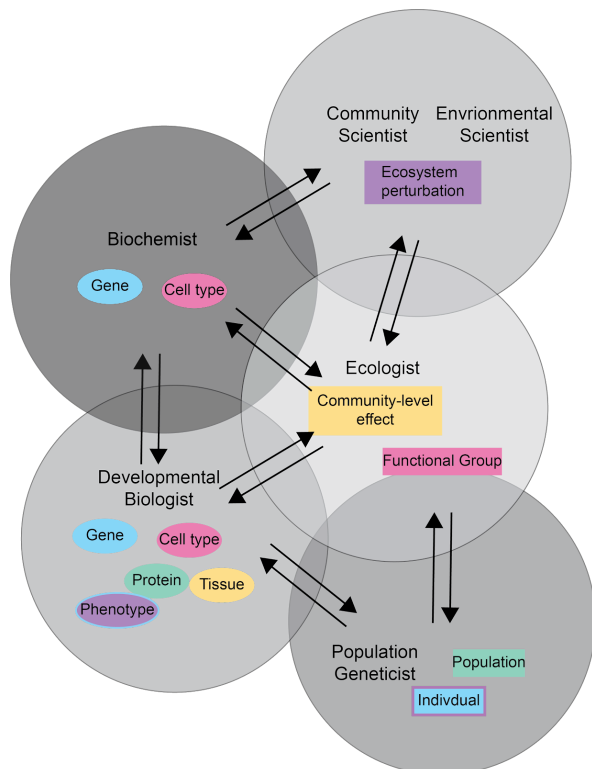 Community
Scientist
Envrionmental
Scientist
Ecosystem
perturbation
Biochemist
Gene
Cell type
Ecologist
Community-level
effect
Functional Group
Developmental
Biologist
Gene
Cell type
Protein
Tissue
Phenotype
Population
Geneticist
Population
Indivdual